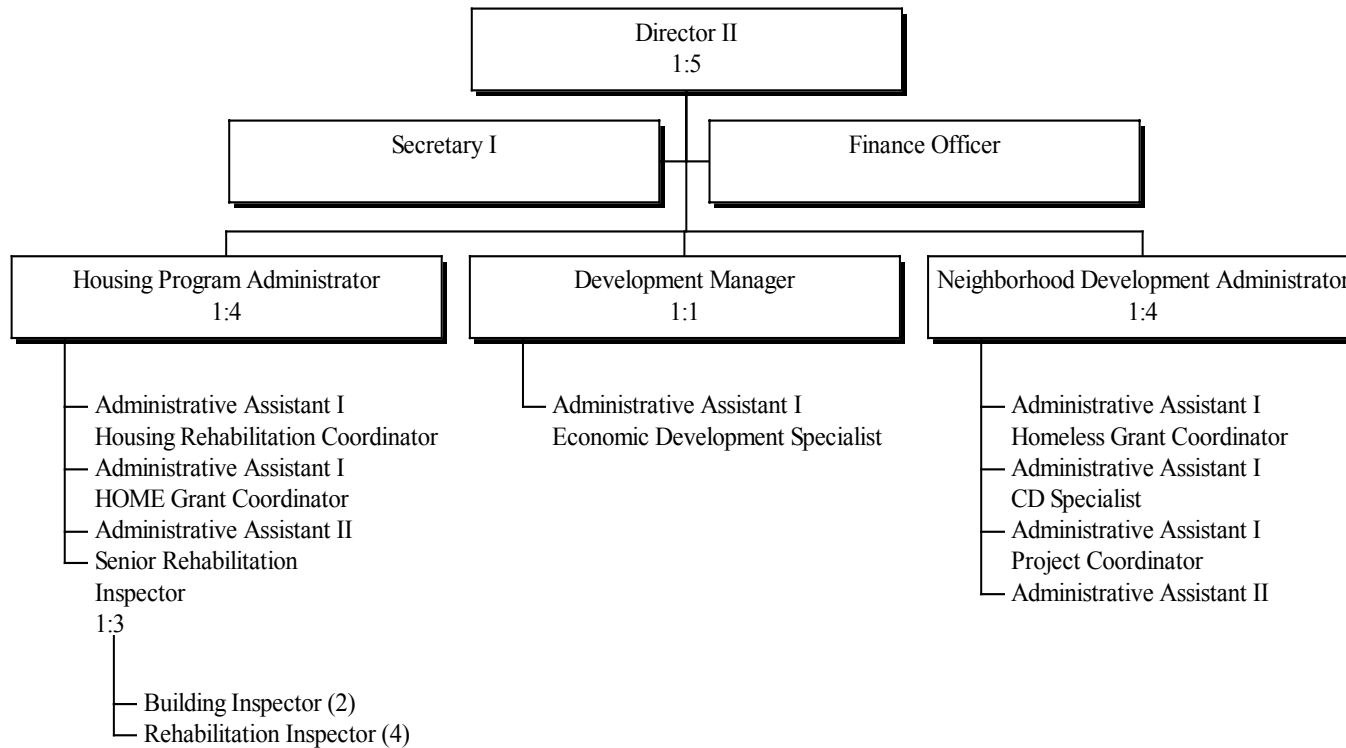 Director II
1:5
Secretary I
Finance Officer
Housing Program Administrator
1:4
Development Manager
1:1
Neighborhood Development Administrator
1:4
Administrative Assistant I
Housing Rehabilitation Coordinator
Administrative Assistant I
HOME Grant Coordinator
Administrative Assistant II
Senior Rehabilitation
Inspector
1:3
Building Inspector (2)
Rehabilitation Inspector (4)
Administrative Assistant I
Economic Development Specialist
Administrative Assistant I
Homeless Grant Coordinator
Administrative Assistant I
CD Specialist
Administrative Assistant I
Project Coordinator
Administrative Assistant II